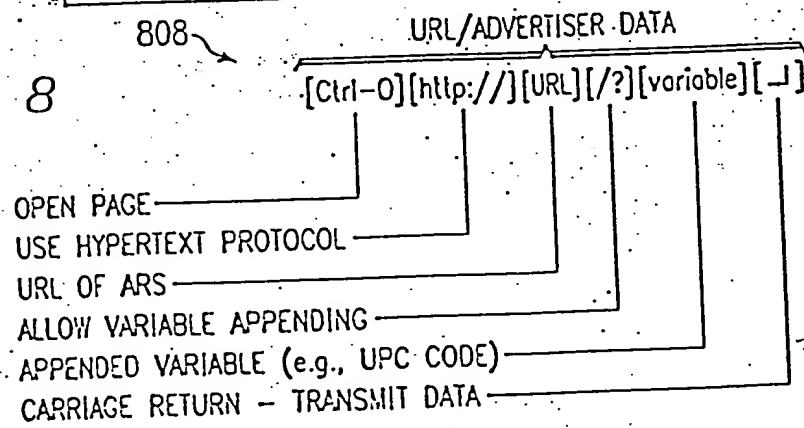 808
URL/ADVERTISER DATA
8
[Ctrl-O][http://][URL][/?][variable][↵]
OPEN PAGE
USE HYPERTEXT PROTOCOL
URL OF ARS
ALLOW VARIABLE APPENDING
APPENDED VARIABLE (e.g., UPC CODE)
CARRIAGE RETURN – TRANSMIT DATA